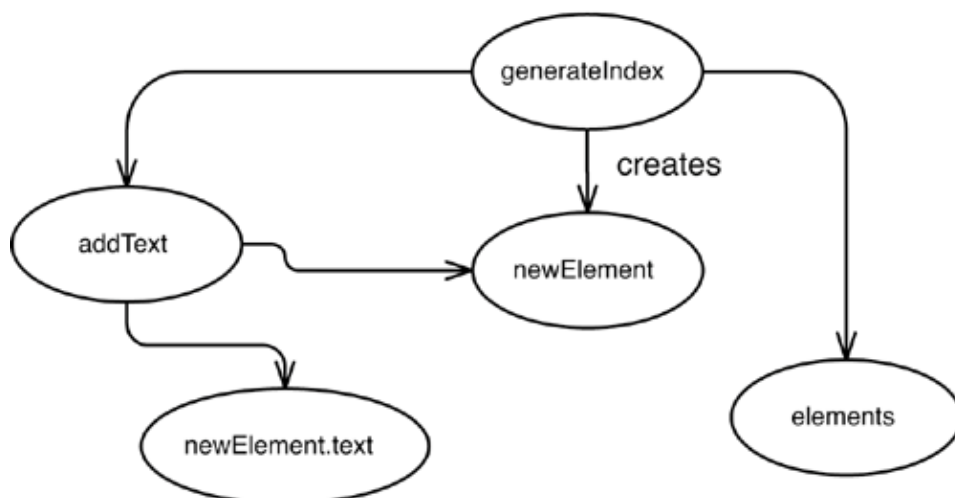 generateIndex
creates
addText
newElement
elements
newElement.text